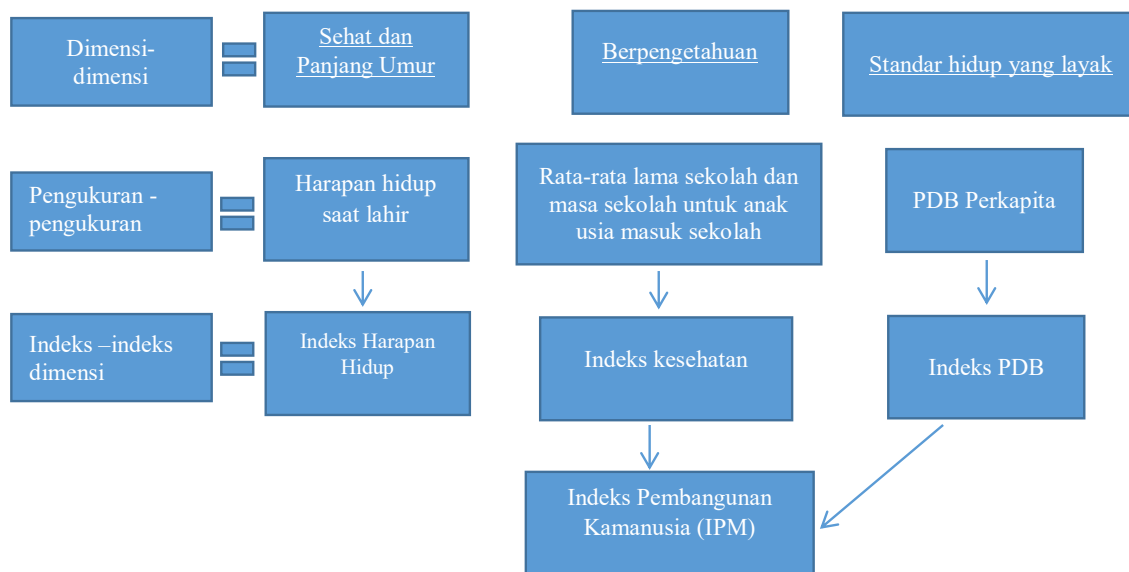 Dimensi-
dimensi
Sehat dan
Panjang Umur
Berpengetahuan
Standar hidup yang layak
Pengukuran -
pengukuran
Harapan hidup
saat lahir
Rata-rata lama sekolah dan
masa sekolah untuk anak
usia masuk sekolah
PDB Perkapita
Indeks –indeks
dimensi
Indeks Harapan
Hidup
Indeks kesehatan
Indeks PDB
Indeks Pembangunan
Kamanusia (IPM)